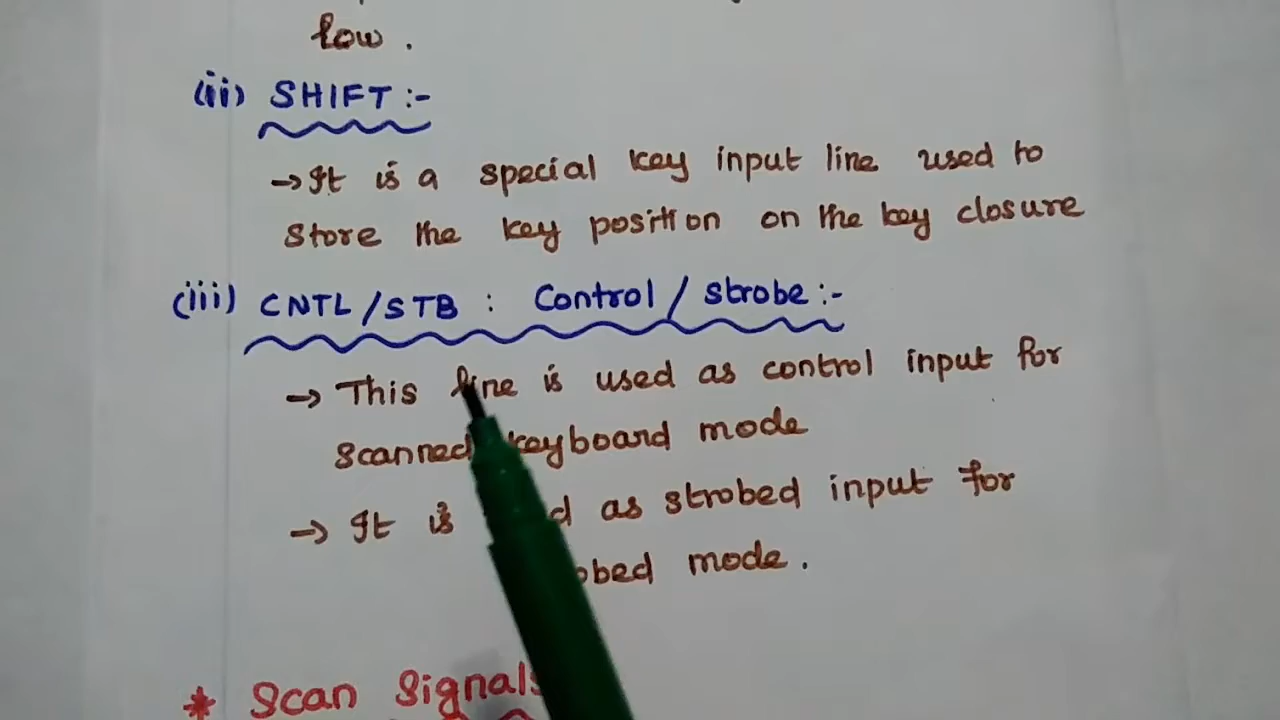 low .
(ii) SHIFT :-
→ It is a special key input line used to
store the key position on the key closure
(iii) CNTL/STB : Control / strobe :-
→ This line is used as control input for
scanned keyboard mode
→ It is as strobed input for
mode .
* Scan Signals